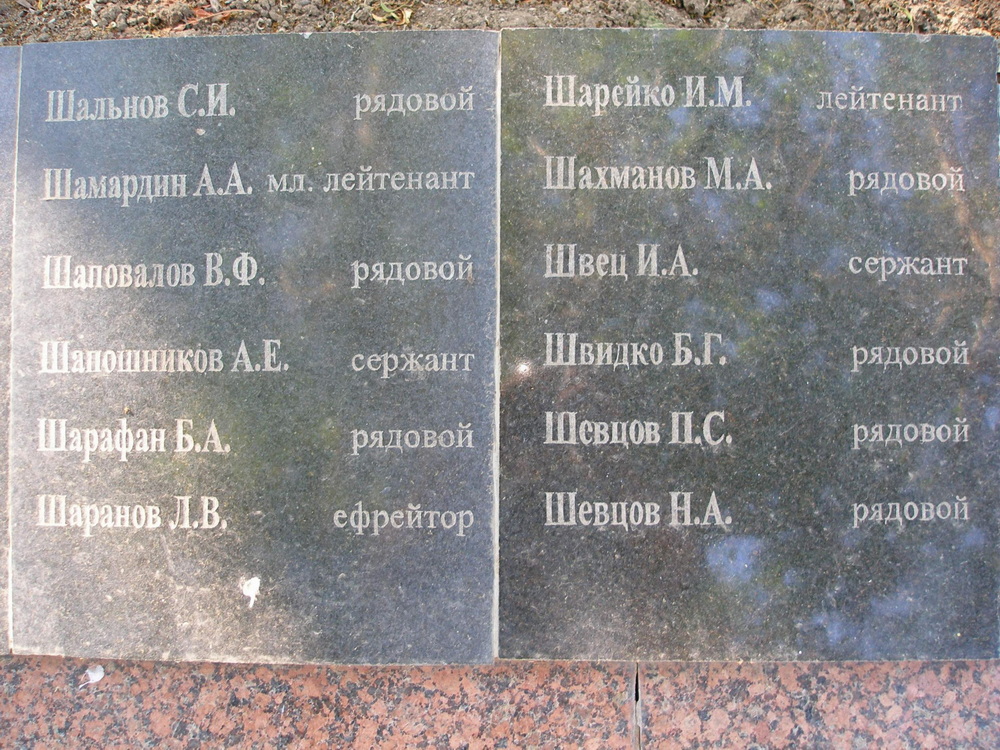 Шальнов С.И. рядовой
Шамардин А.А. мл. лейтенант
Шаповалов В.Ф. рядовой
Шапошников А.Е. сержант
Шарафан Б.А. рядовой
Шаранов Л.В. ефрейтор
Шарейко И.М. лейтенант
Шахманов М.А. рядовой
Швец И.А. сержант
Швидко Б.Г. рядовой
Шевцов П.С. рядовой
Шевцов Н.А. рядовой